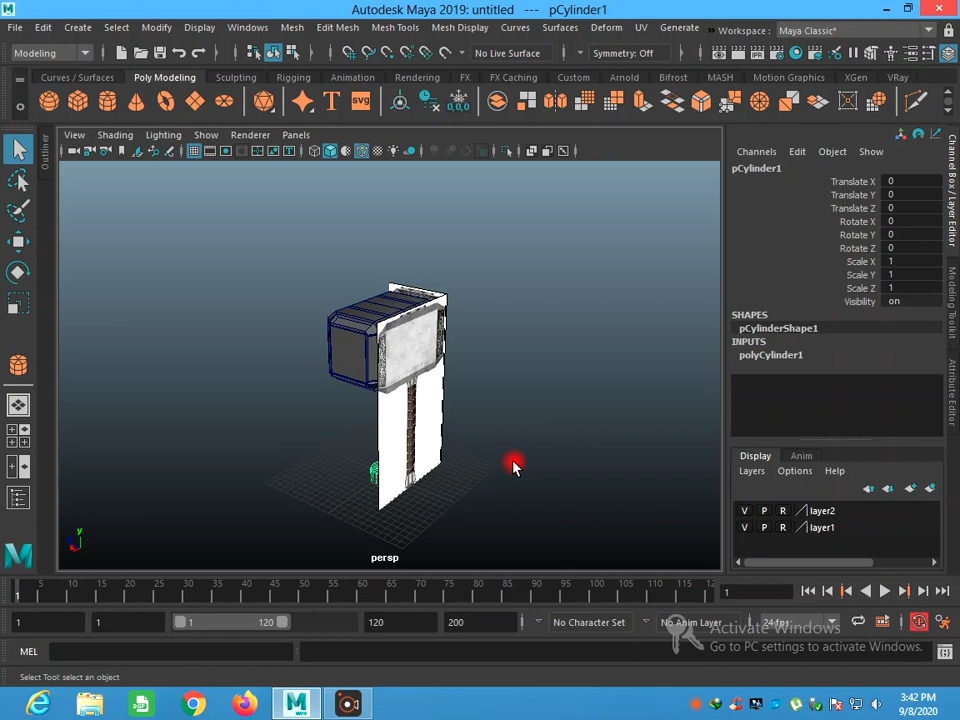 Autodesk Maya 2019: untitled --- pCylinder1
File Edit Create Select Modify Display Windows Mesh Edit Mesh Mesh Tools Mesh Display Curves Surfaces Deform UV Generate Workspace : Maya Classic*
Modeling No Live Surface Symmetry: Off
Curves / Surfaces Poly Modeling Sculpting Rigging Animation Rendering FX FX Caching Custom Arnold Bifrost MASH Motion Graphics XGen VRay
T svg 0,0,0
View Shading Lighting Show Renderer Panels
Outliner
Channels Edit Object Show
pCylinder1
Translate X 0
Translate Y 0
Translate Z 0
Rotate X 0
Rotate Y 0
Rotate Z 0
Scale X 1
Scale Y 1
Scale Z 1
Visibility on
SHAPES
pCylinderShape1
INPUTS
polyCylinder1
Channel Box / Layer Editor
Modeling Toolkit
Attribute Editor
Display Anim
Layers Options Help
V P R layer2
V P R layer1
y
persp
5 10 15 20 25 30 35 40 45 50 55 60 65 70 75 80 85 90 95 100 105 110 115 12
1 1
1 1 1 120 120 200 No Character Set No Anim Layer 24 fps
MEL
Activate Windows
Go to PC settings to activate Windows.
Select Tool: select an object
3:42 PM
9/8/2020